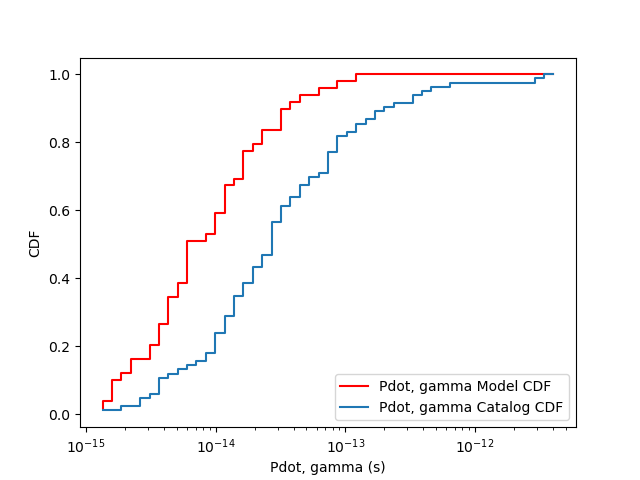 1.0
0.8
0.6
0.4
0.2
0.0
CDF
10⁻¹⁵
10⁻¹⁴
10⁻¹³
10⁻¹²
Pdot, gamma (s)
Pdot, gamma Model CDF
Pdot, gamma Catalog CDF